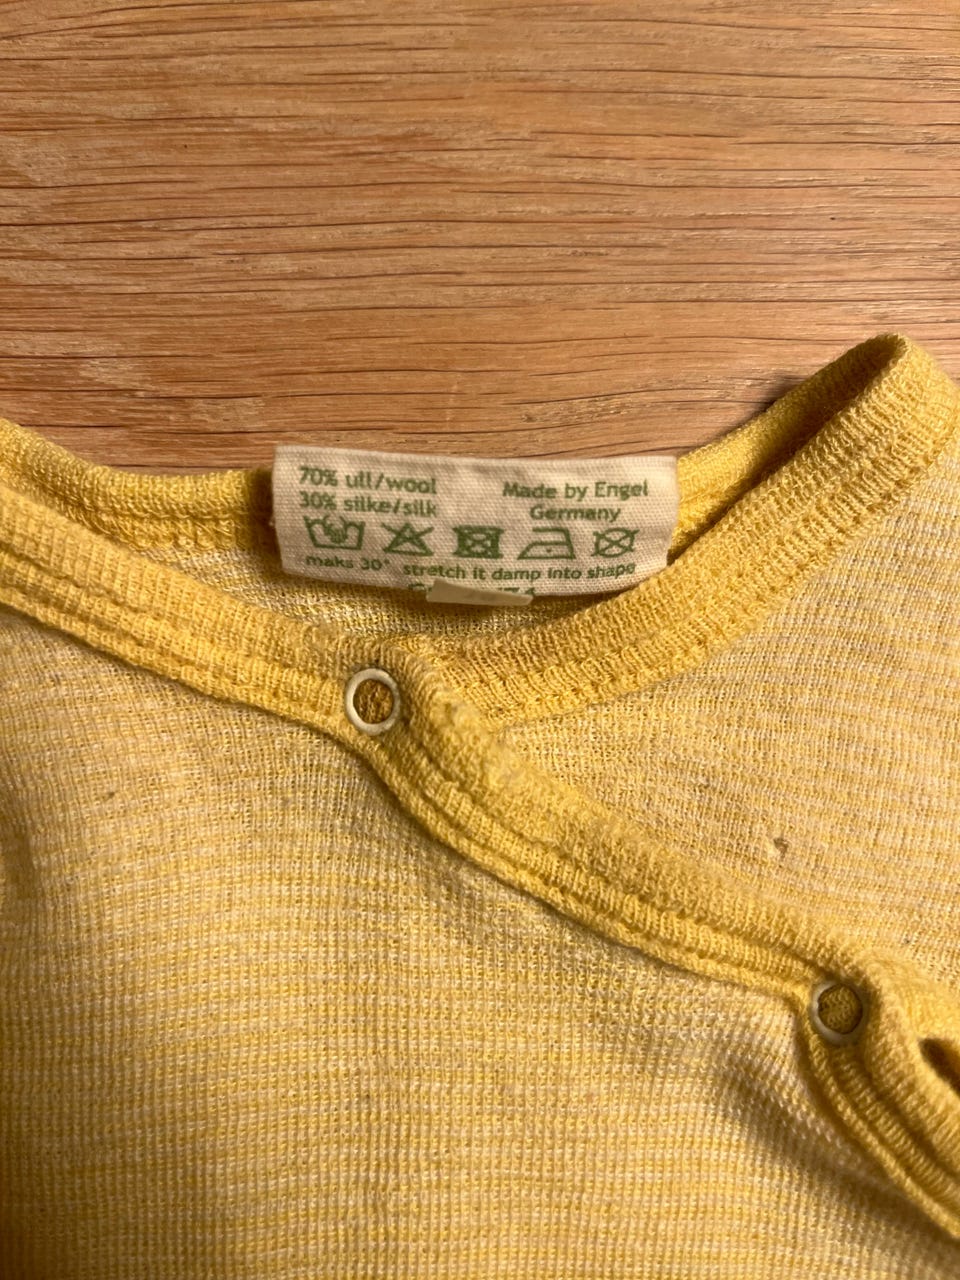 70% ull/wool
30% silke/silk
Made by Engel
Germany
maks 30° stretch it damp into shape